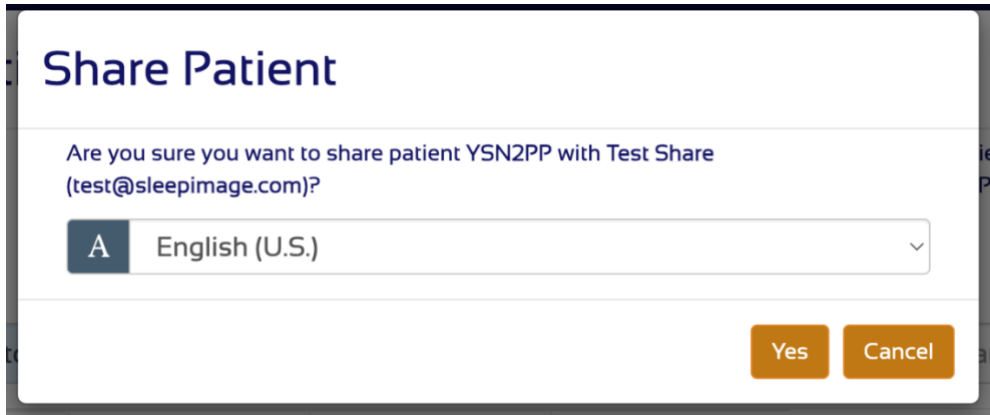 Share Patient
Are you sure you want to share patient YSN2PP with Test Share
(test@sleepimage.com)?
A English (U.S.)
Yes Cancel